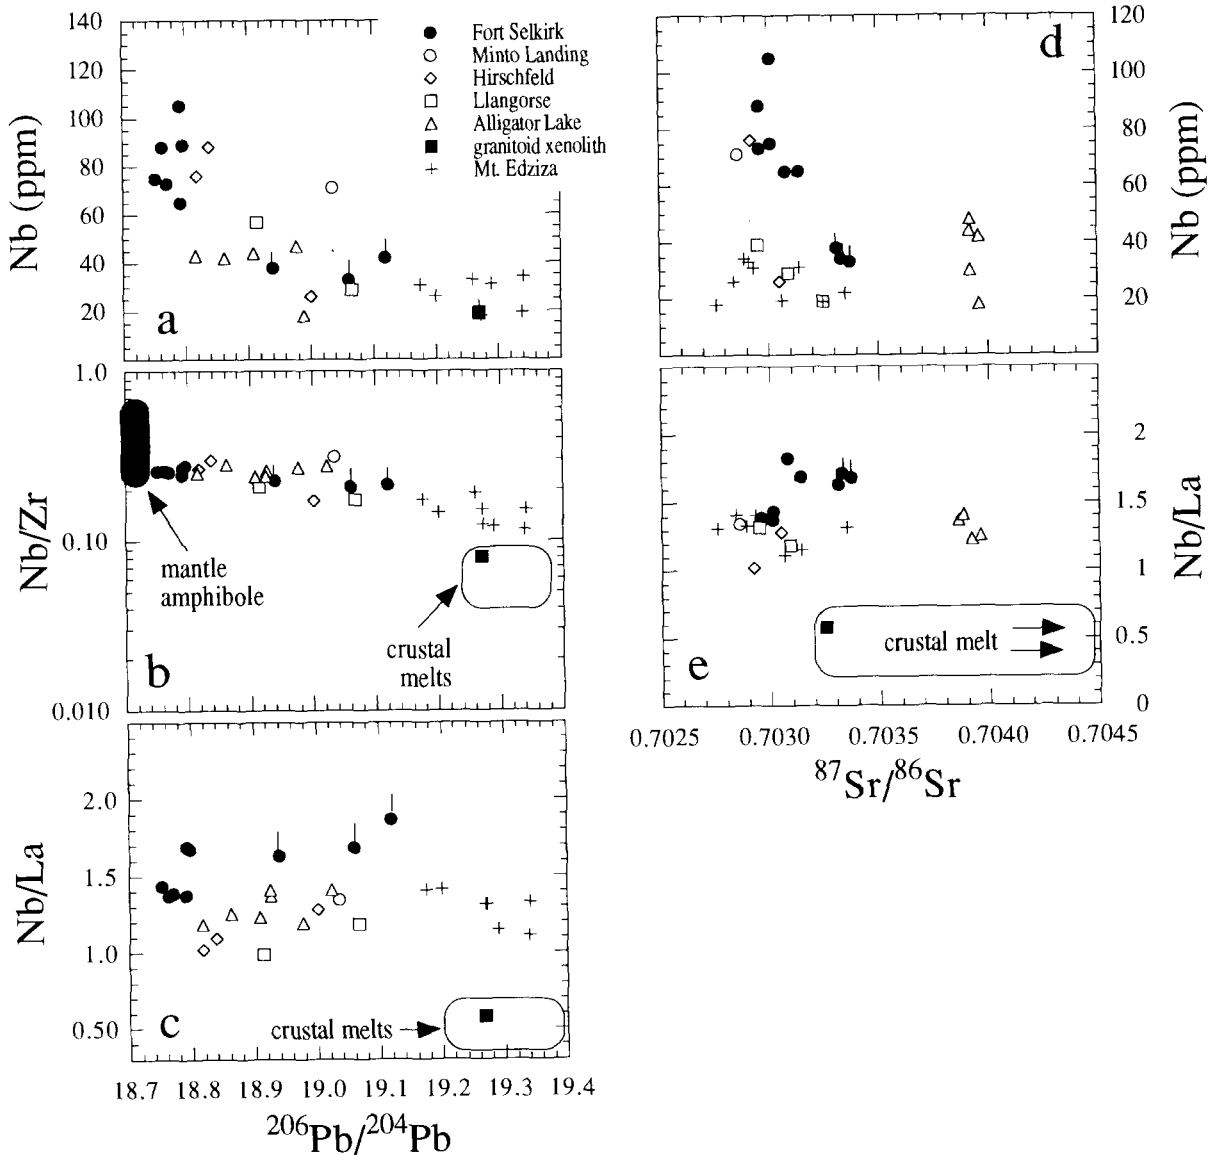 140
120
100
80
60
40
20
Nb (ppm)
a
Fort Selkirk
Minto Landing
Hirschfeld
Llangorse
Alligator Lake
granitoid xenolith
Mt. Edziza
d
120
100
80
60
40
20
Nb (ppm)
1.0
0.10
0.010
Nb/Zr
mantle
amphibole
crustal
melts
b
2
1.5
1
0.5
0
Nb/La
crustal melt
e
0.7025
0.7030
0.7035
0.7040
0.7045
87Sr/86Sr
2.0
1.5
1.0
0.50
Nb/La
c
crustal melts
18.7
18.8
18.9
19.0
19.1
19.2
19.3
19.4
206Pb/204Pb